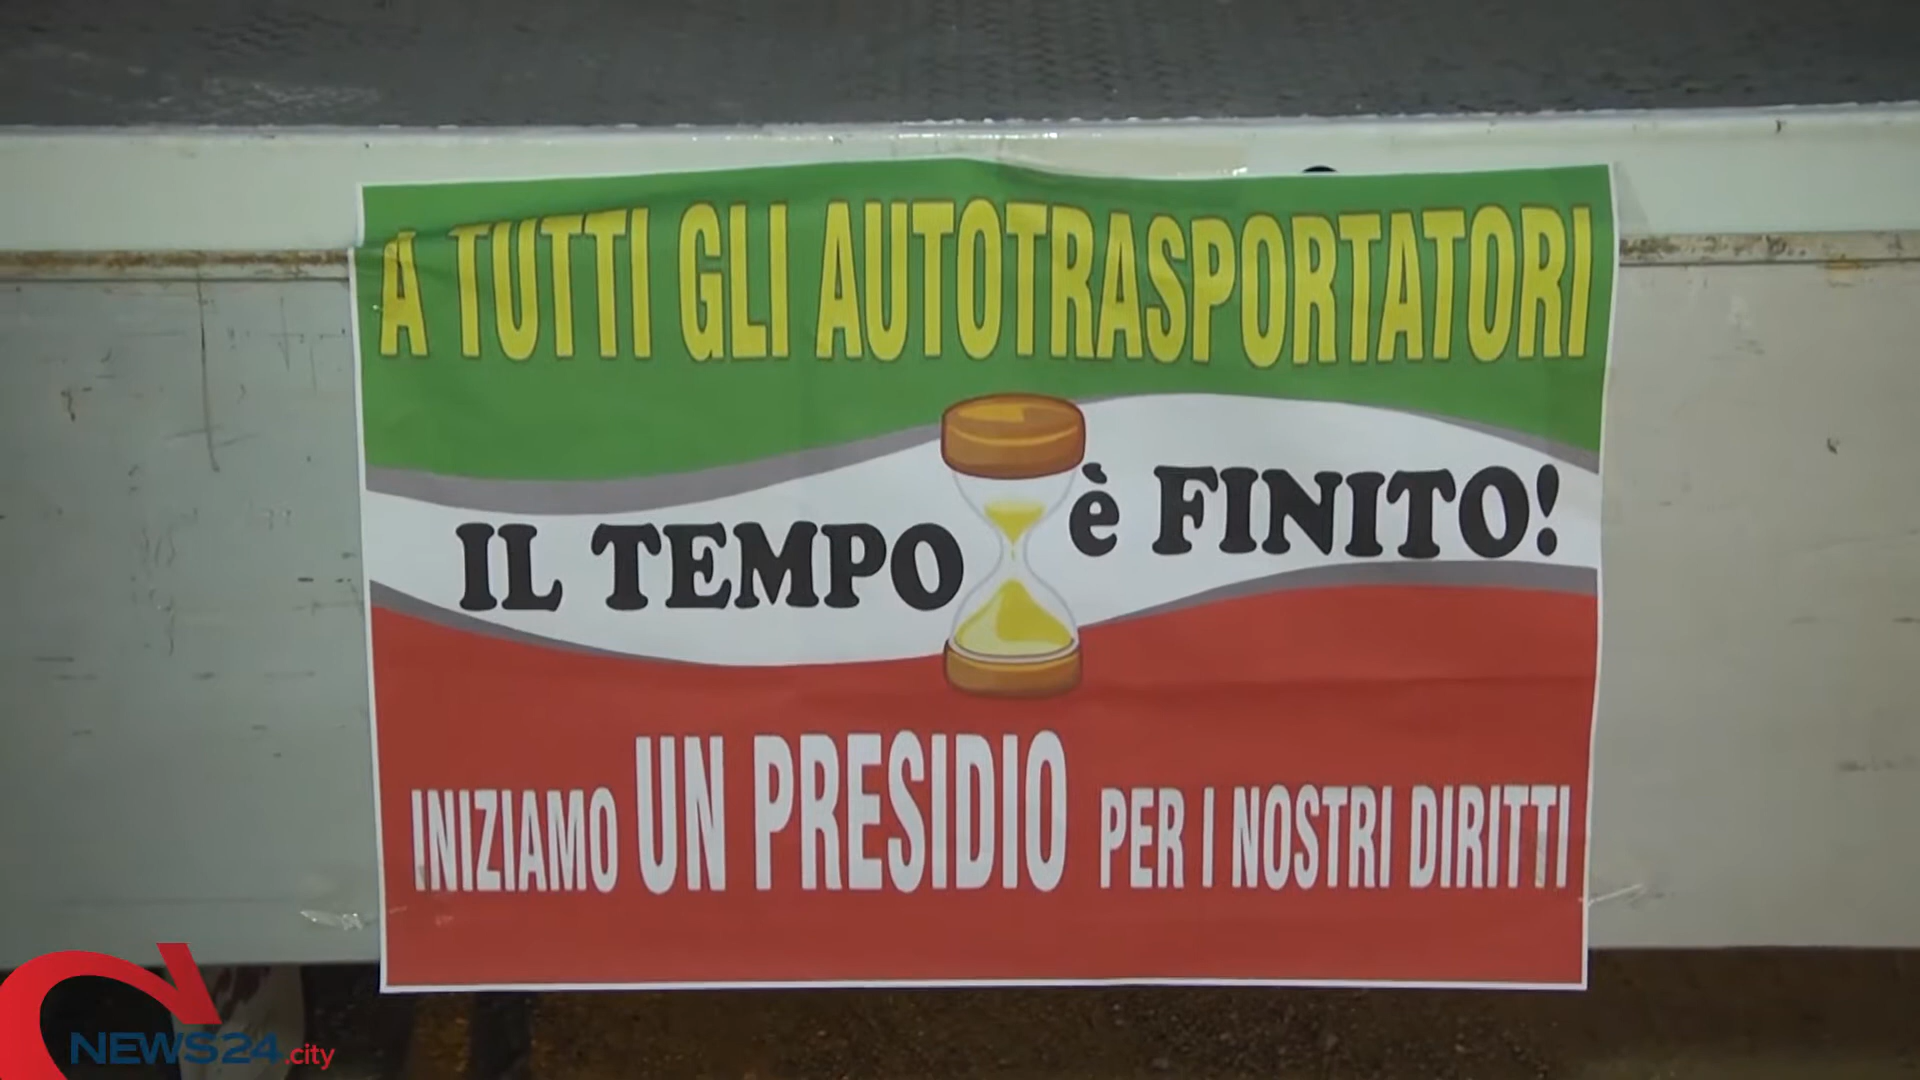 A TUTTI GLI AUTOTRASPORTATORI
IL TEMPO è FINITO!
INIZIAMO UN PRESIDIO PER I NOSTRI DIRITTI
NEWS24.city